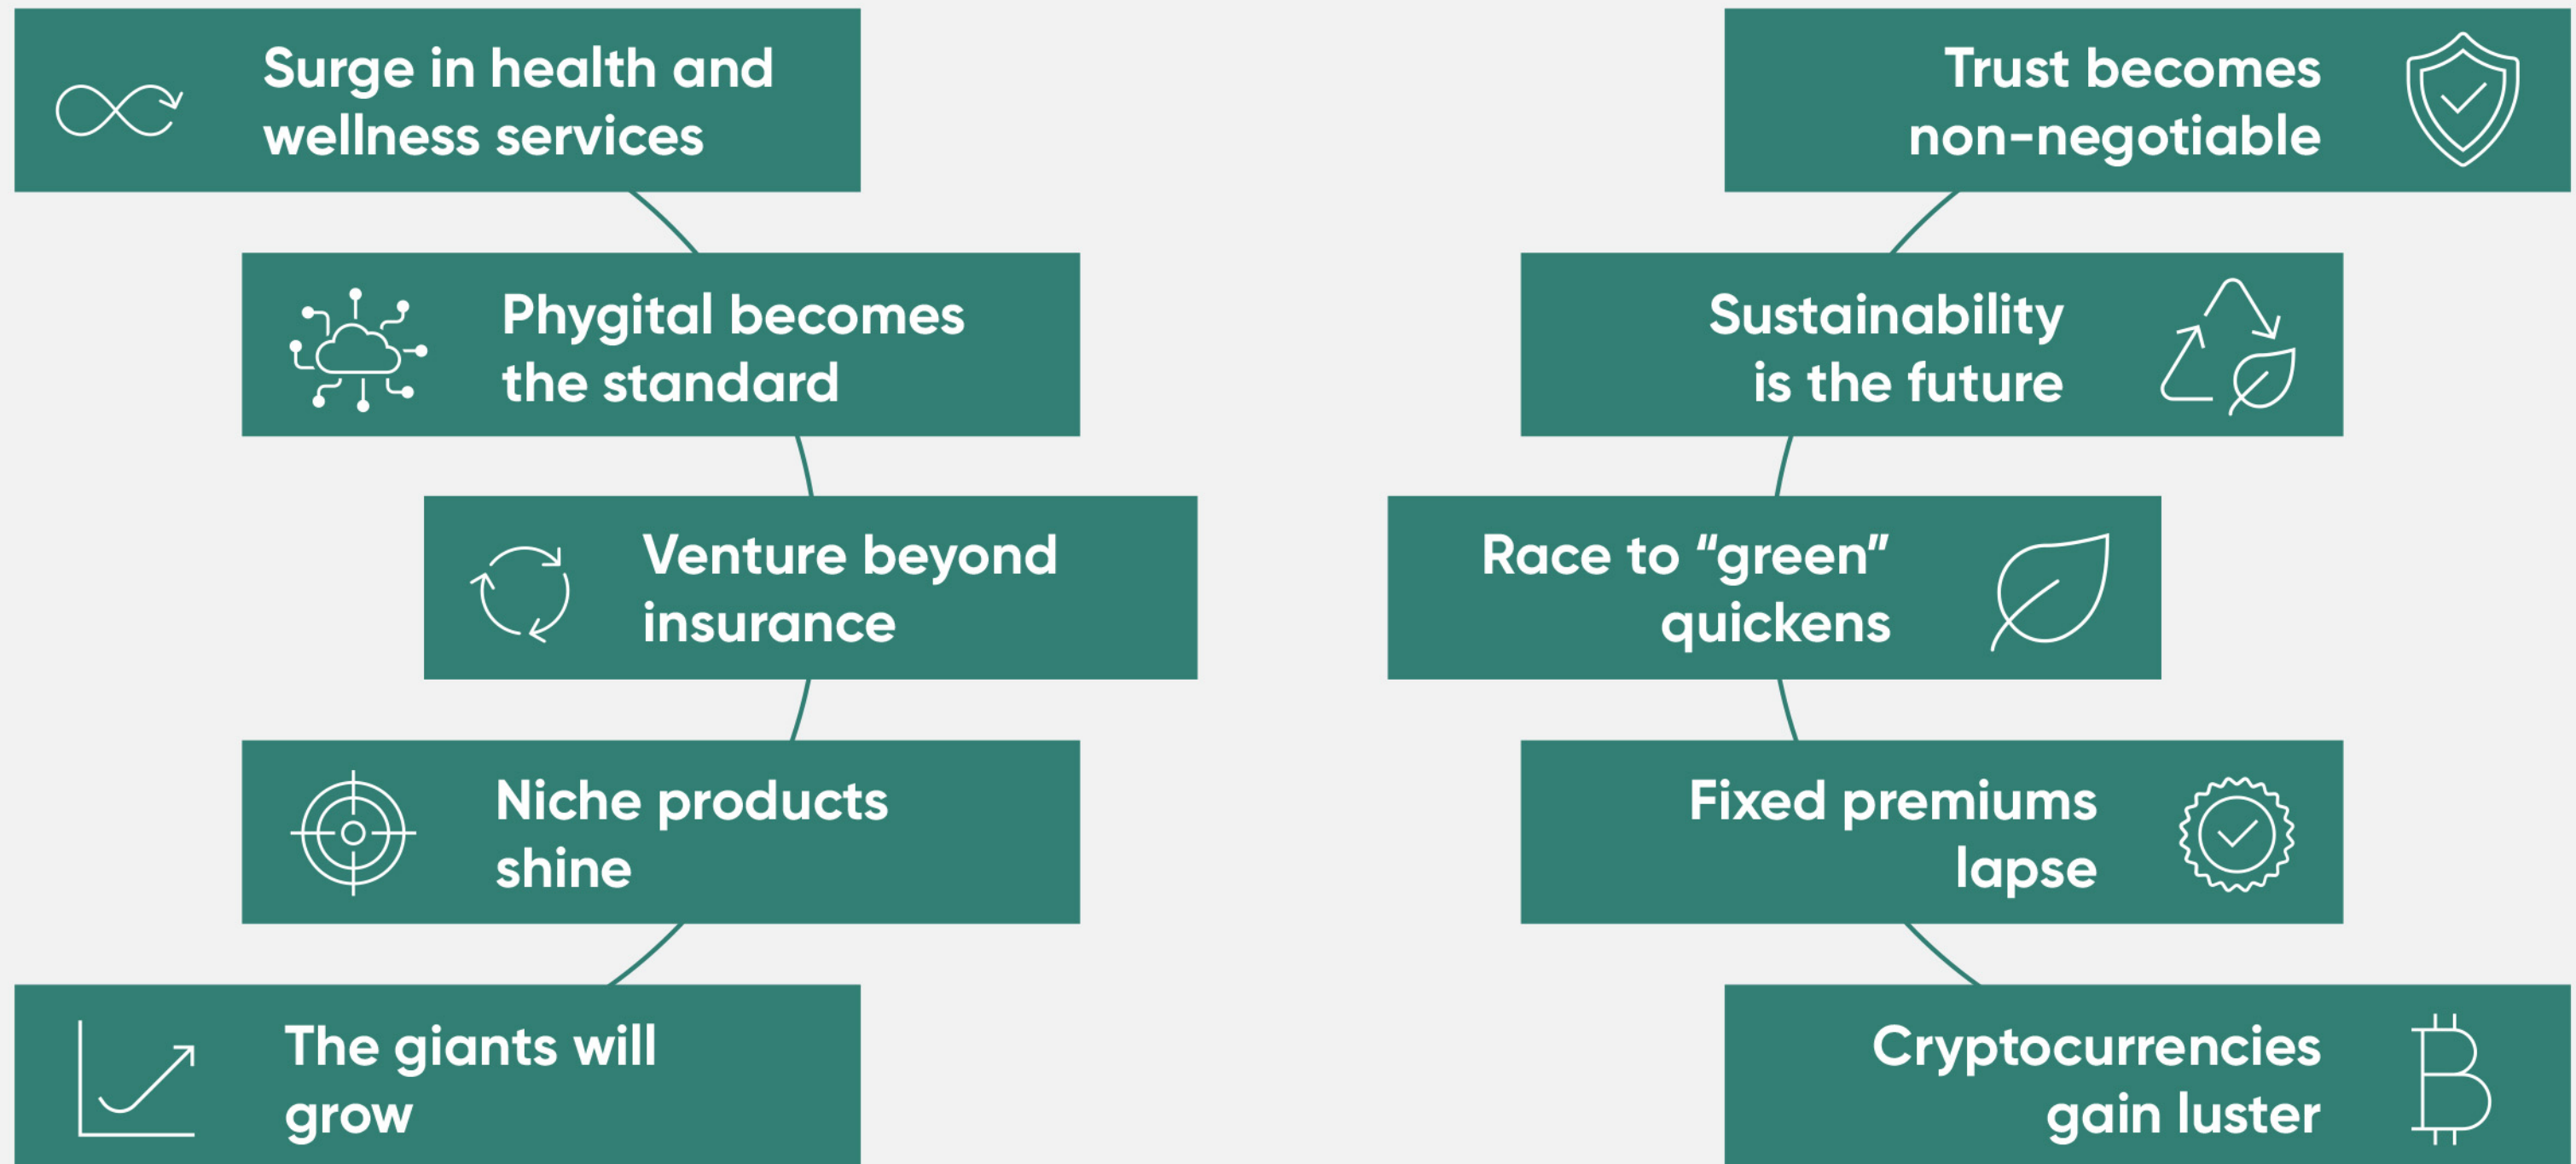 Surge in health and
wellness services
Phygital becomes
the standard
Venture beyond
insurance
Niche products
shine
The giants will
grow
Trust becomes
non-negotiable
Sustainability
is the future
Race to “green”
quickens
Fixed premiums
lapse
Cryptocurrencies
gain luster